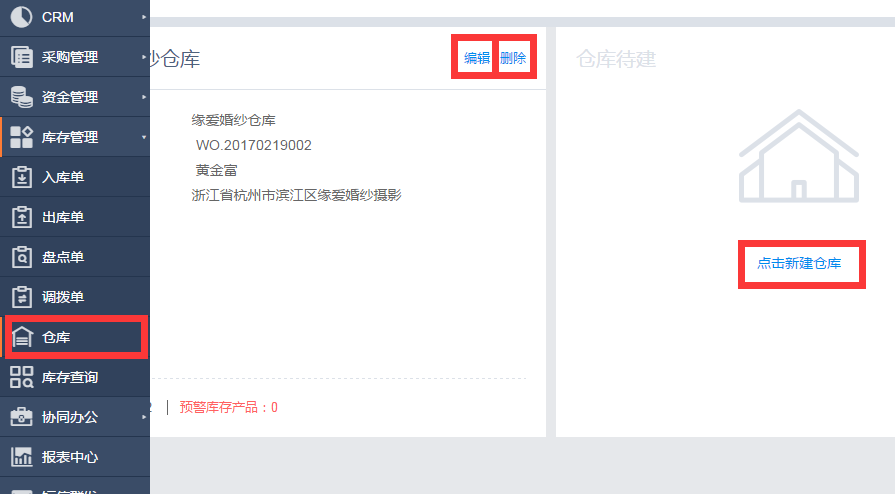 CRM
采购管理
资金管理
库存管理
入库单
出库单
盘点单
调拨单
仓库
库存查询
协同办公
报表中心
纱仓库
编辑 删除
缘爱婚纱仓库
WO.20170219002
黄金富
浙江省杭州市滨江区缘爱婚纱摄影
预警库存产品：0
仓库待建
点击新建仓库